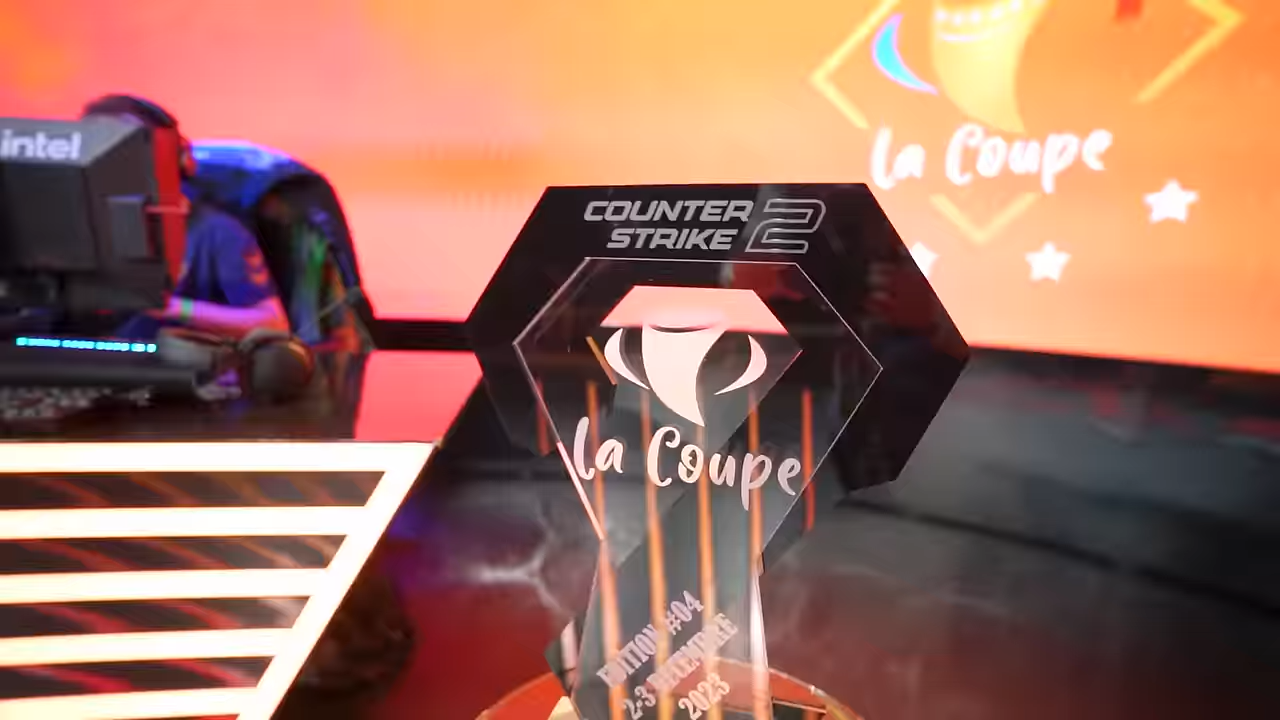 intel
la Coupe
COUNTER
STRIKE 2
la Coupe
EDITION #04
2-3 DECEMBRE
2023